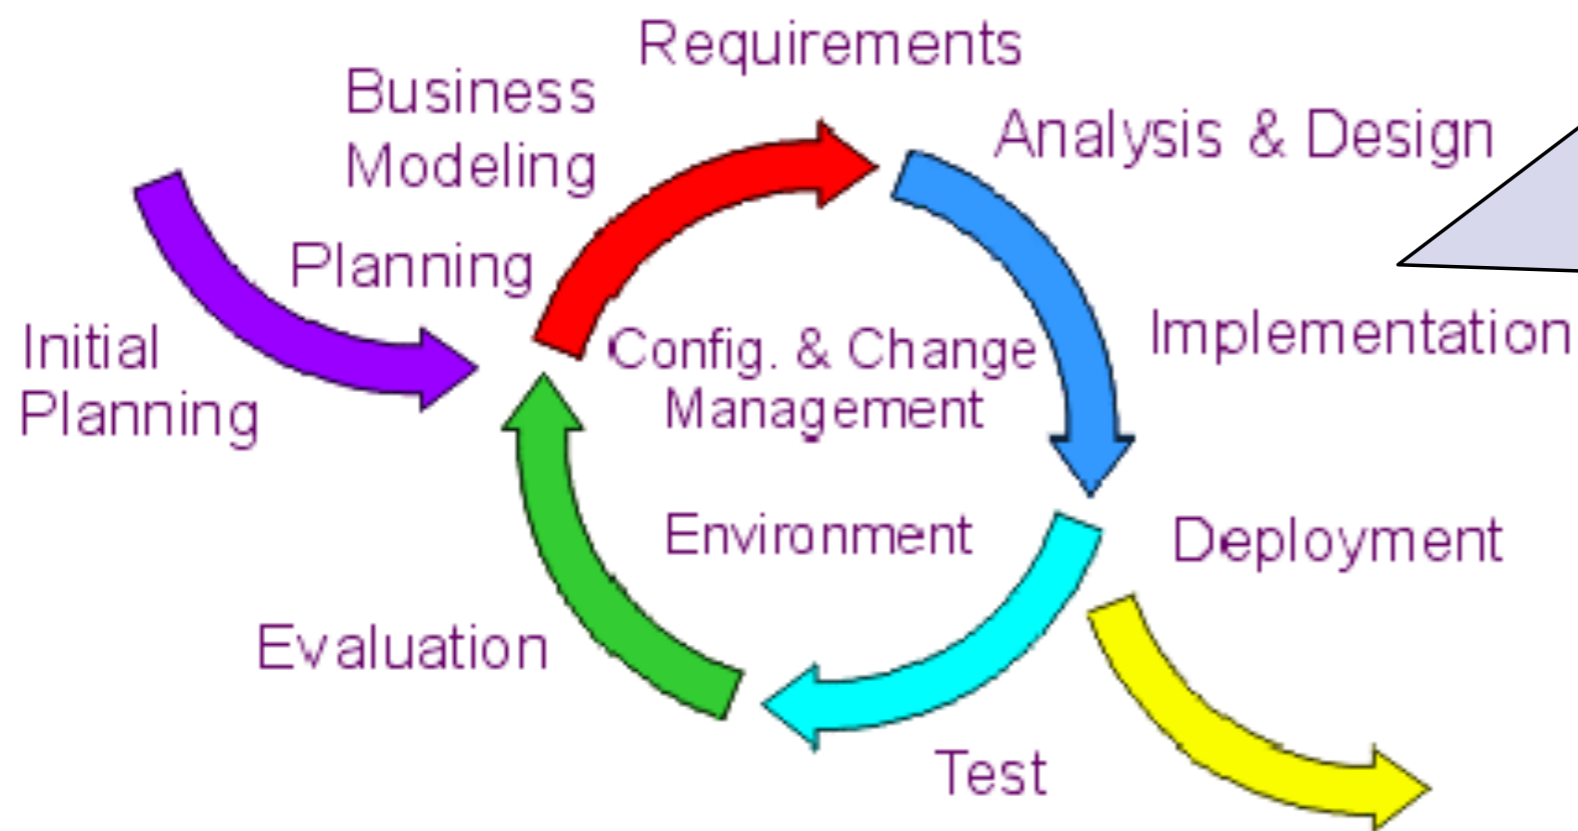 Requirements
Business
Modeling
Analysis & Design
Planning
Initial
Planning
Config. & Change
Management
Implementation
Environment
Deployment
Evaluation
Test